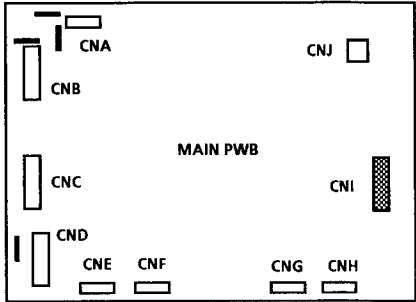 CNA
CNJ
CNB
MAIN PWB
CNC
CNI
CND
CNE CNF CNG CNH